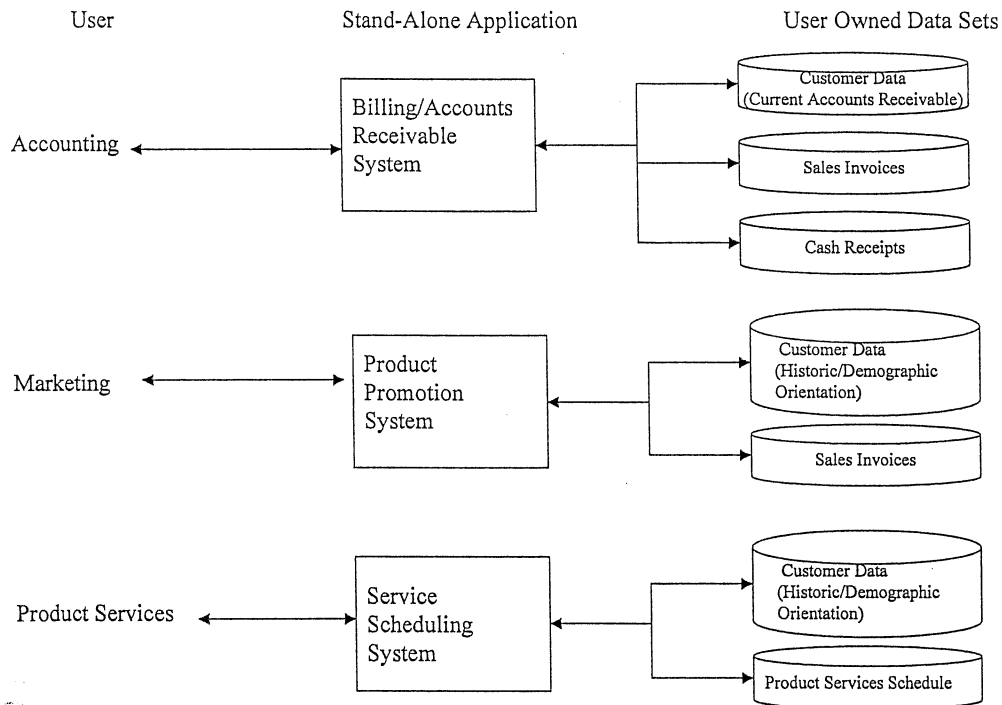 User
Stand-Alone Application
User Owned Data Sets
Accounting
Billing/Accounts
Receivable
System
Customer Data
(Current Accounts Receivable)
Sales Invoices
Cash Receipts
Marketing
Product
Promotion
System
Customer Data
(Historic/Demographic
Orientation)
Sales Invoices
Product Services
Service
Scheduling
System
Customer Data
(Historic/Demographic
Orientation)
Product Services Schedule